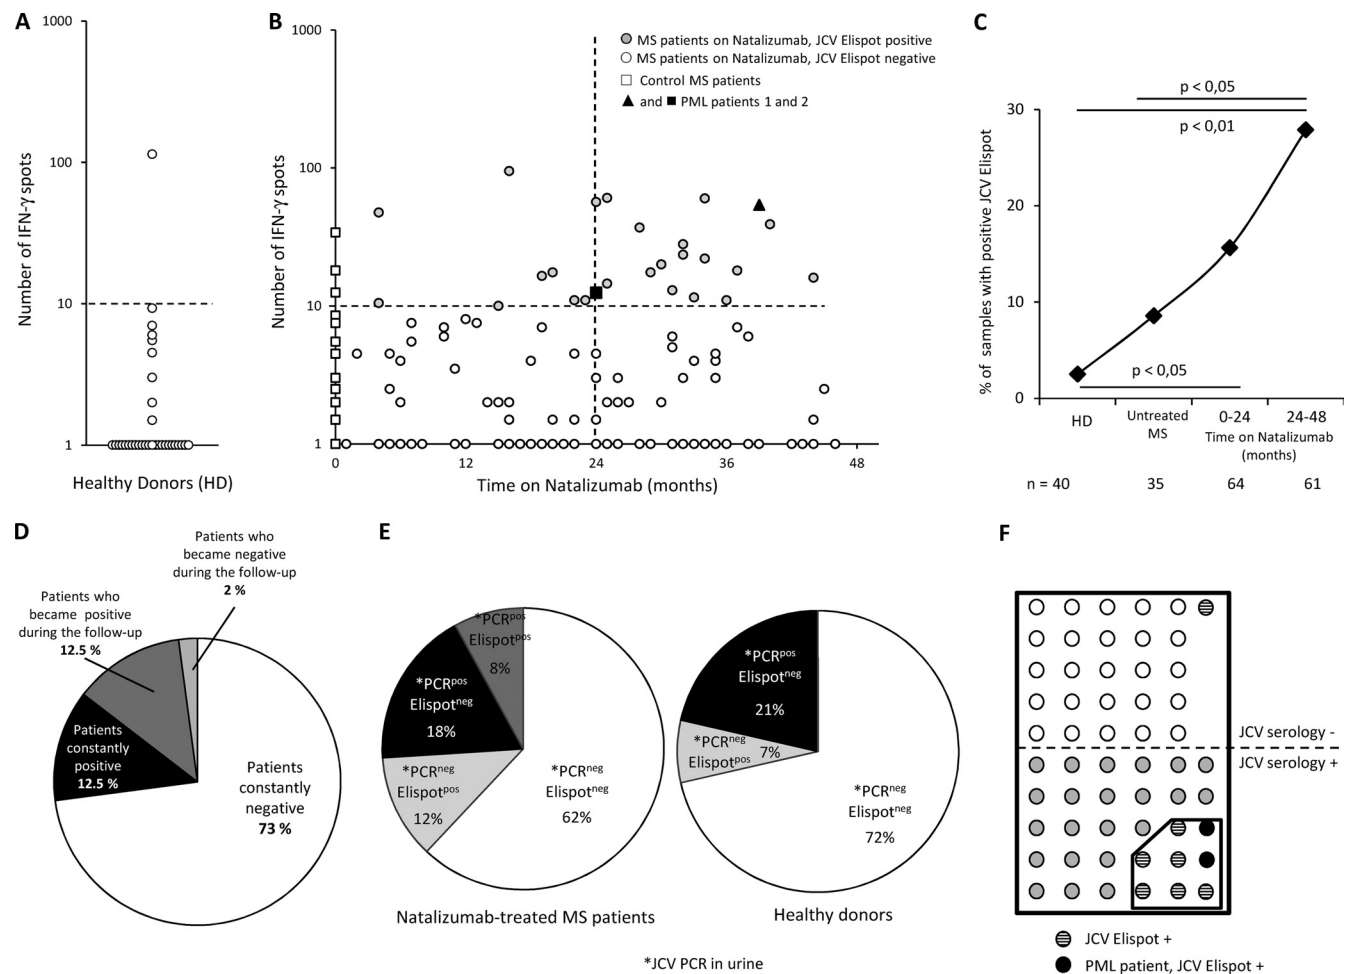 A
1000
100
10
1
Number of IFN-γ spots
Healthy Donors (HD)
B
1000
100
10
1
Number of IFN-γ spots
0 12 24 36 48
Time on Natalizumab (months)
MS patients on Natalizumab, JCV Elispot positive
MS patients on Natalizumab, JCV Elispot negative
Control MS patients
and PML patients 1 and 2
C
% of samples with positive JCV Elispot
30
20
10
0
p < 0,05
p < 0,01
p < 0,05
HD
Untreated
MS
0-24
24-48
Time on Natalizumab
(months)
n = 40 35 64 61
D
Patients who
became negative
during the follow-up
2 %
Patients who
became positive
during the follow-up
12.5 %
Patients
constantly
positive
12.5 %
Patients
constantly
negative
73 %
E
*PCRpos
Elispotpos
8%
*PCRpos
Elispotneg
18%
*PCRneg
Elispotpos
12%
*PCRneg
Elispotneg
62%
Natalizumab-treated MS patients
*PCRpos
Elispotneg
21%
*PCRneg
Elispotpos
7%
*PCRneg
Elispotneg
72%
Healthy donors
*JCV PCR in urine
F
JCV serology -
JCV serology +
JCV Elispot +
PML patient, JCV Elispot +